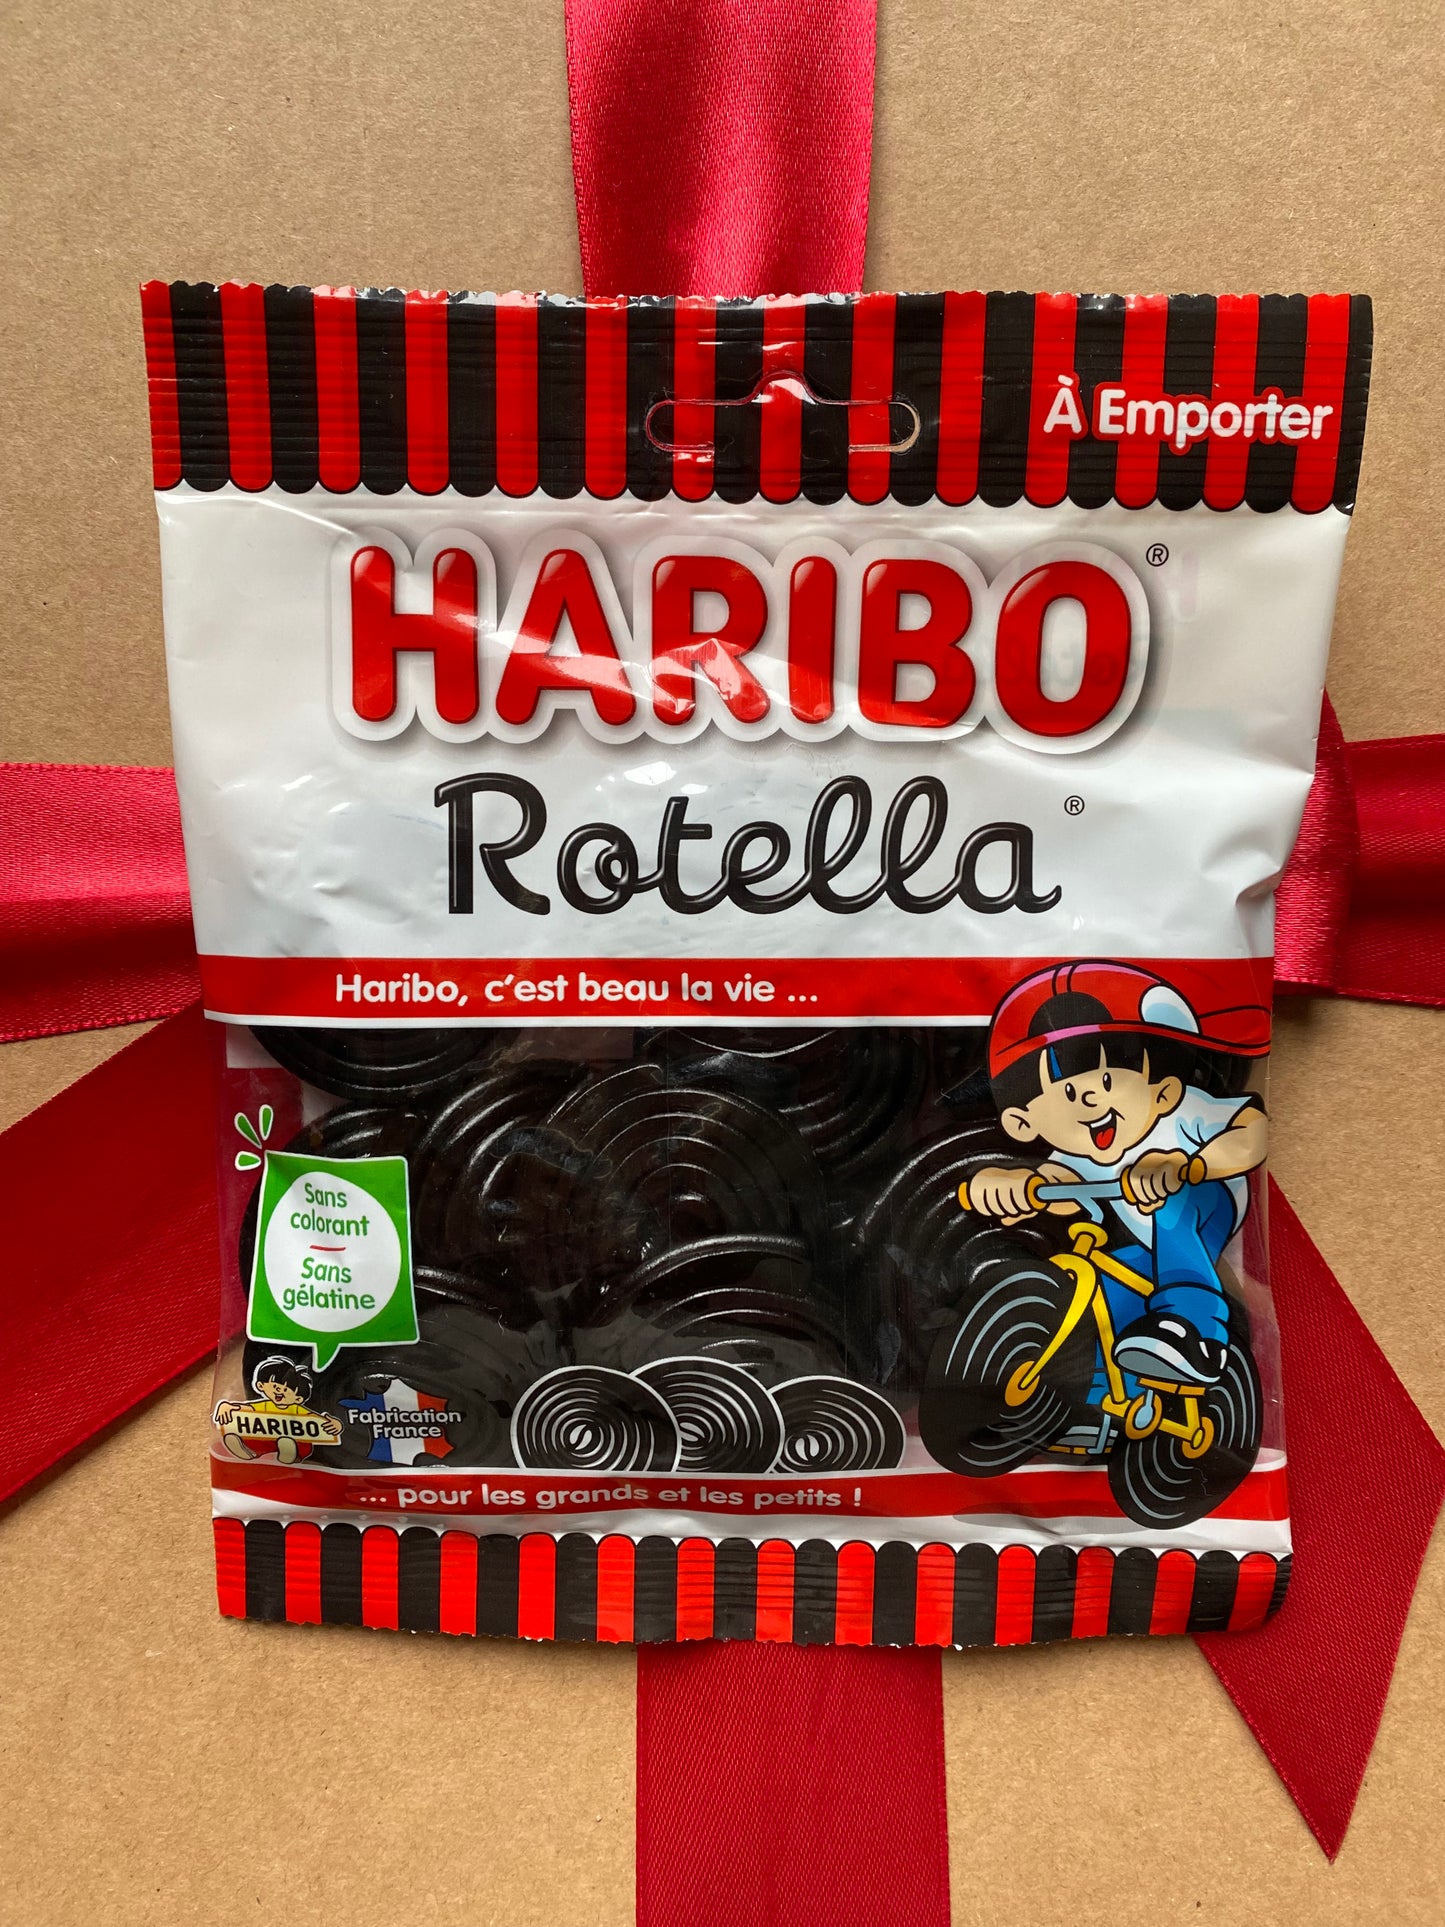 À Emporter
HARIBO®
Rotella®
Haribo, c'est beau la vie ...
Sans
colorant
Sans
gélatine
HARIBO
Fabrication
France
... pour les grands et les petits !